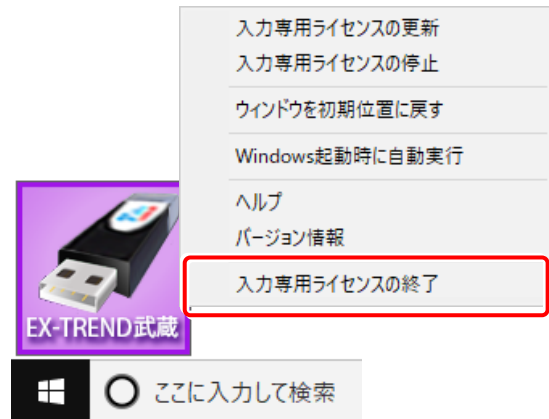 入力専用ライセンスの更新
入力専用ライセンスの停止
ウィンドウを初期位置に戻す
Windows起動時に自動実行
ヘルプ
バージョン情報
入力専用ライセンスの終了
EX-TREND武蔵
ここに入力して検索